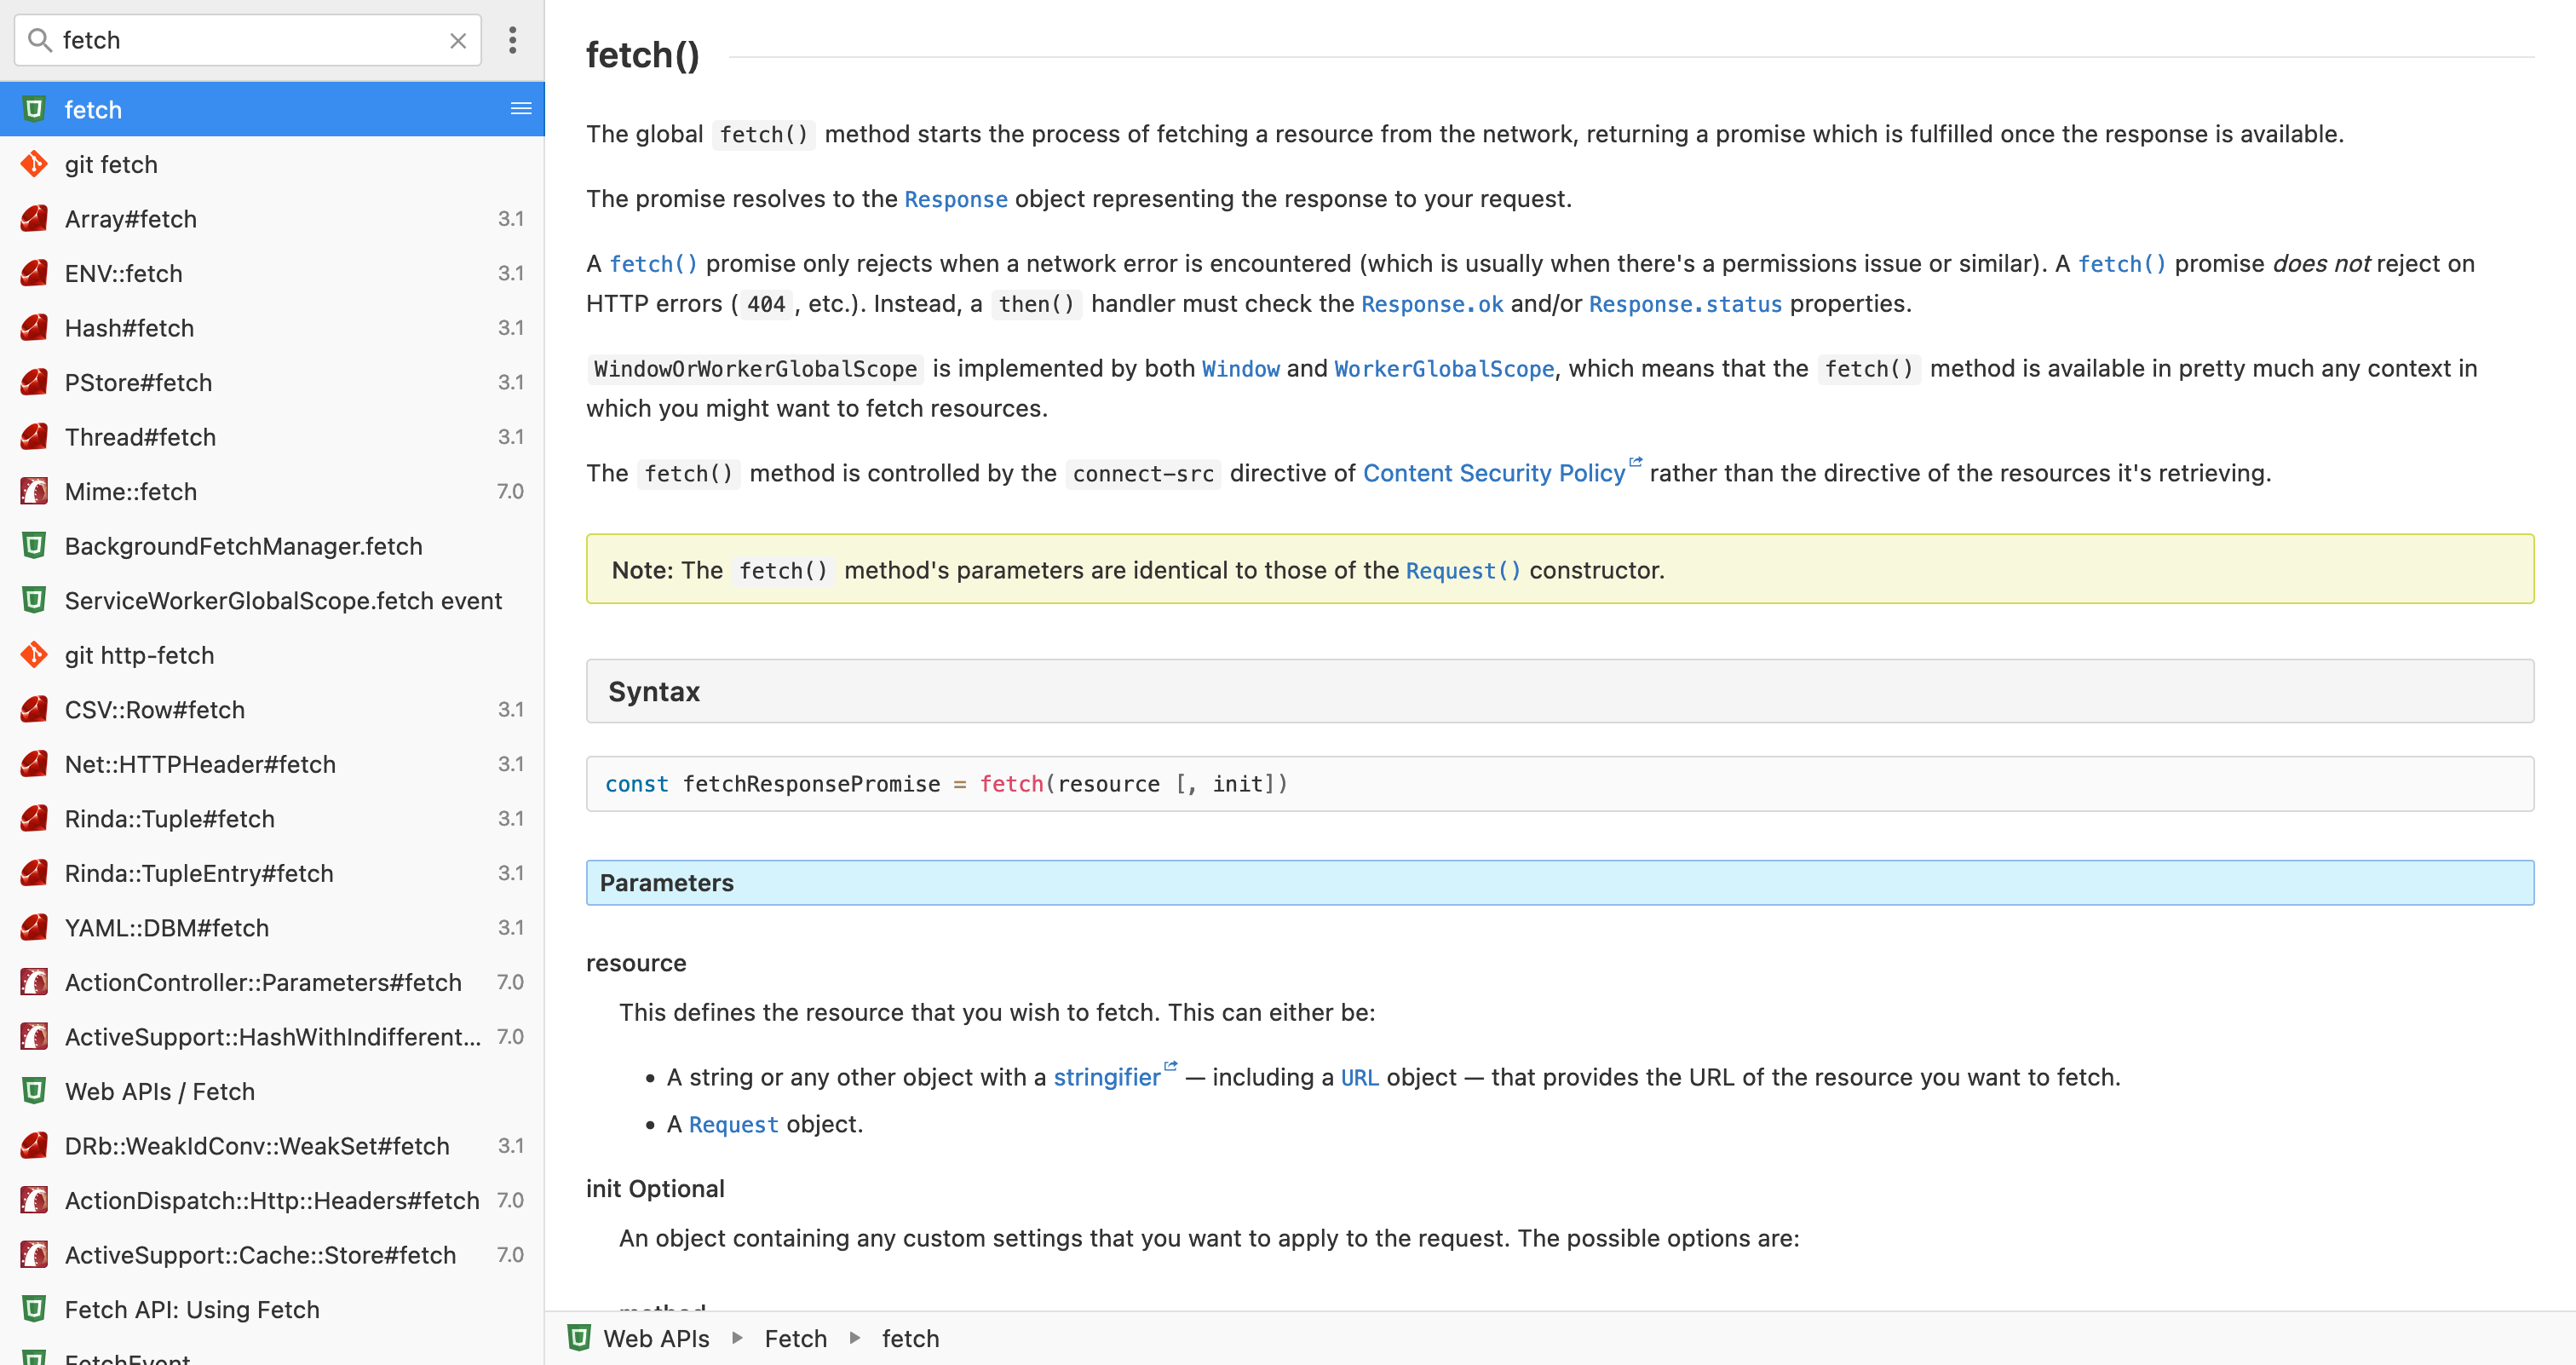 fetch
fetch
git fetch
Array#fetch 3.1
ENV::fetch 3.1
Hash#fetch 3.1
PStore#fetch 3.1
Thread#fetch 3.1
Mime::fetch 7.0
BackgroundFetchManager.fetch
ServiceWorkerGlobalScope.fetch event
git http-fetch
CSV::Row#fetch 3.1
Net::HTTPHeader#fetch 3.1
Rinda::Tuple#fetch 3.1
Rinda::TupleEntry#fetch 3.1
YAML::DBM#fetch 3.1
ActionController::Parameters#fetch 7.0
ActiveSupport::HashWithIndifferent... 7.0
Web APIs / Fetch
DRb::WeakIdConv::WeakSet#fetch 3.1
ActionDispatch::Http::Headers#fetch 7.0
ActiveSupport::Cache::Store#fetch 7.0
Fetch API: Using Fetch
FetchEvent
fetch()
The global fetch() method starts the process of fetching a resource from the network, returning a promise which is fulfilled once the response is available.
The promise resolves to the Response object representing the response to your request.
A fetch() promise only rejects when a network error is encountered (which is usually when there's a permissions issue or similar). A fetch() promise does not reject on
HTTP errors ( 404 , etc.). Instead, a then() handler must check the Response.ok and/or Response.status properties.
WindowOrWorkerGlobalScope is implemented by both Window and WorkerGlobalScope, which means that the fetch() method is available in pretty much any context in
which you might want to fetch resources.
The fetch() method is controlled by the connect-src directive of Content Security Policy rather than the directive of the resources it's retrieving.
Note: The fetch() method's parameters are identical to those of the Request() constructor.
Syntax
const fetchResponsePromise = fetch(resource [, init])
Parameters
resource
This defines the resource that you wish to fetch. This can either be:
• A string or any other object with a stringifier — including a URL object — that provides the URL of the resource you want to fetch.
• A Request object.
init Optional
An object containing any custom settings that you want to apply to the request. The possible options are:
method
Web APIs ▸ Fetch ▸ fetch